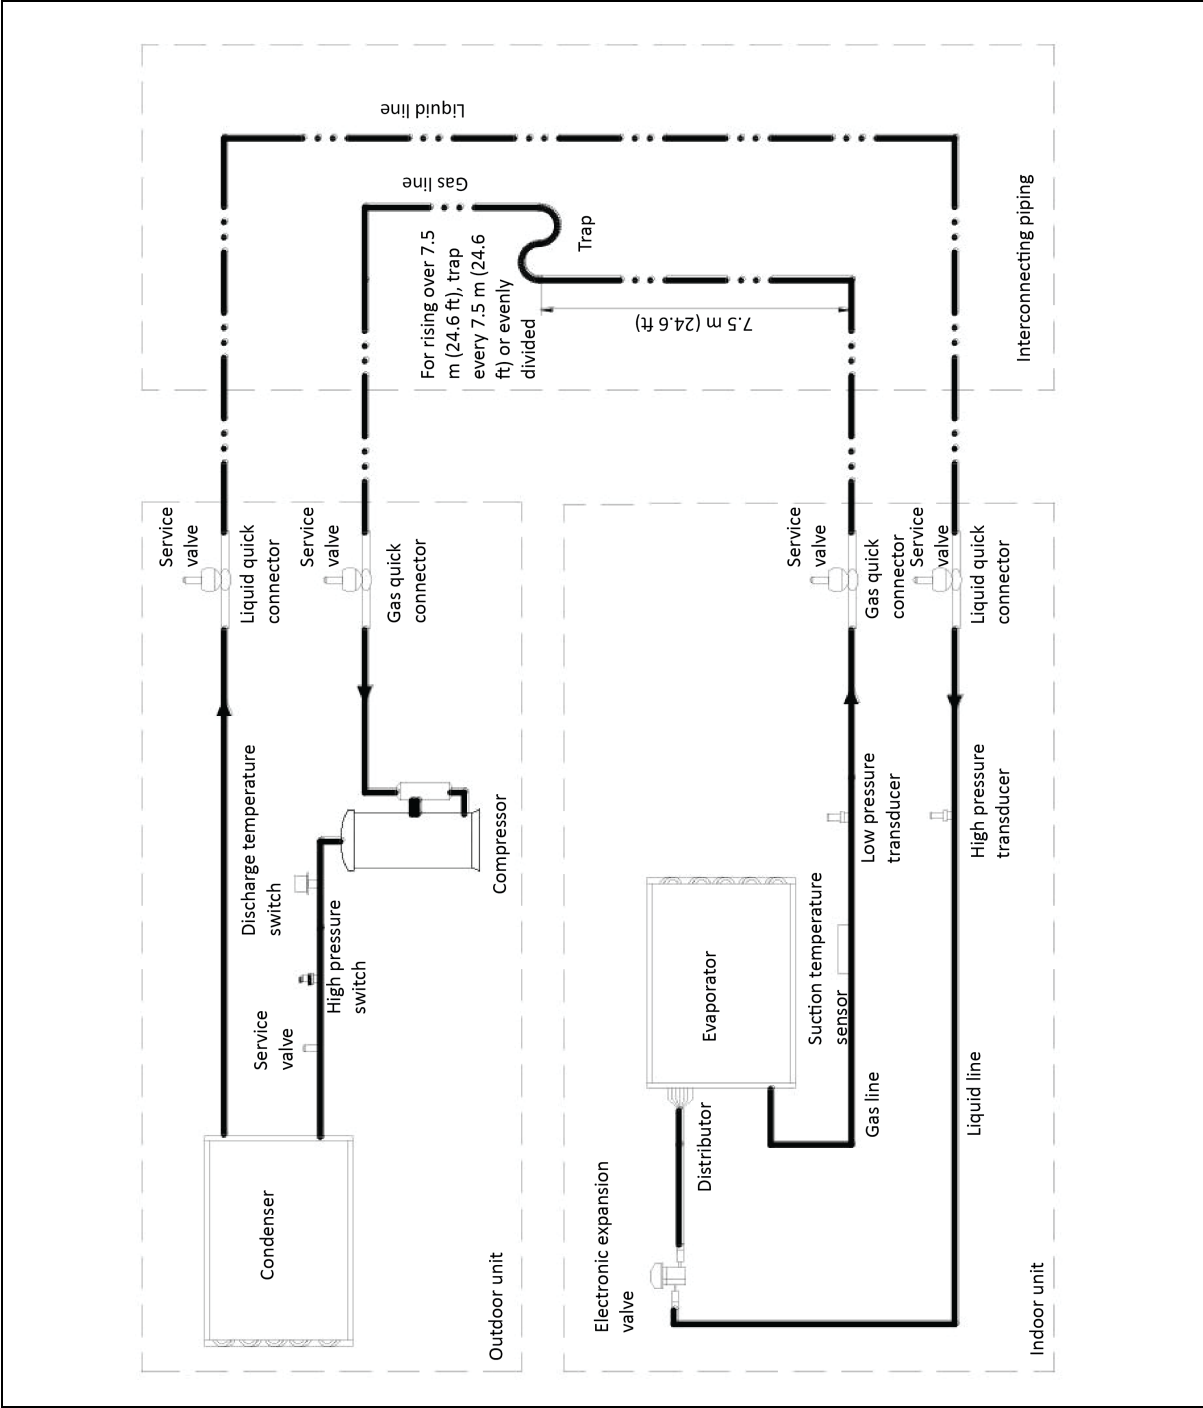 Liquid line
Gas line
For rising over 7.5
m (24.6 ft), trap
every 7.5 m (24.6
ft) or evenly
divided
Trap
7.5 m (24.6 ft)
Interconnecting piping
Service
valve
Liquid quick
connector
Service
valve
Gas quick
connector
Service
valve
Gas quick
connector
Service
valve
Liquid quick
connector
Discharge temperature
switch
High pressure
switch
Service
valve
Compressor
Condenser
Outdoor unit
Low pressure
transducer
High pressure
transducer
Suction temperature
sensor
Evaporator
Gas line
Liquid line
Distributor
Electronic expansion
valve
Indoor unit